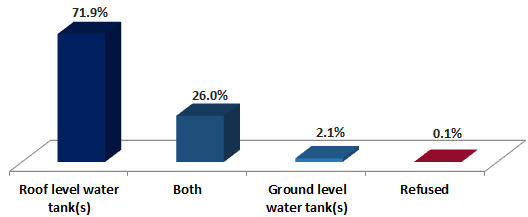 71.9%
26.0%
2.1%
0.1%
Roof level water
tank(s)
Both
Ground level
water tank(s)
Refused